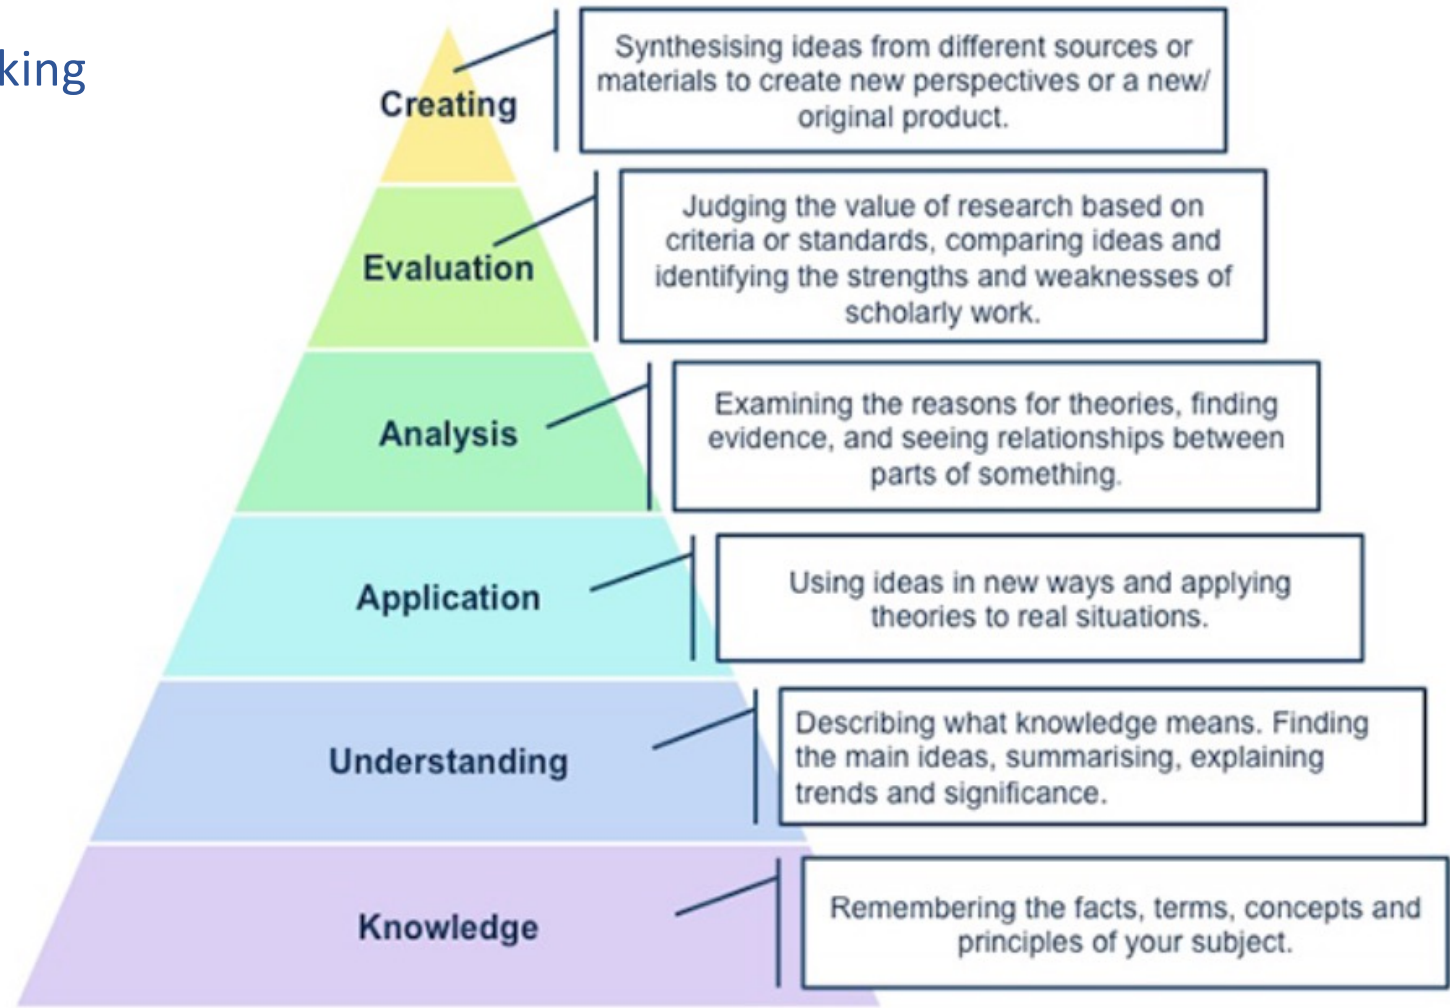 king
Creating
Synthesising ideas from different sources or
materials to create new perspectives or a new/
original product.
Evaluation
Judging the value of research based on
criteria or standards, comparing ideas and
identifying the strengths and weaknesses of
scholarly work.
Analysis
Examining the reasons for theories, finding
evidence, and seeing relationships between
parts of something.
Application
Using ideas in new ways and applying
theories to real situations.
Understanding
Describing what knowledge means. Finding
the main ideas, summarising, explaining
trends and significance.
Knowledge
Remembering the facts, terms, concepts and
principles of your subject.